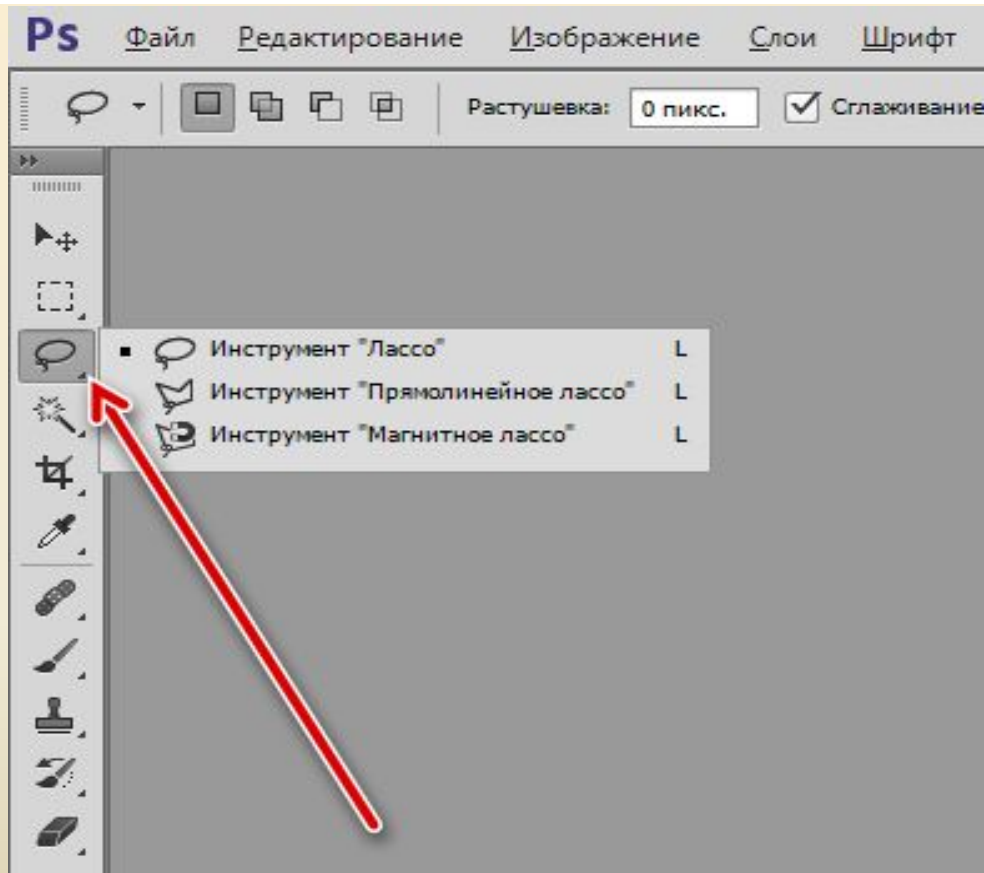 Ps Файл Редактирование Изображение Слои Шрифт
Растушевка: 0 пикс. Сглаживание
Инструмент "Лассо" L
Инструмент "Прямолинейное лассо" L
Инструмент "Магнитное лассо" L